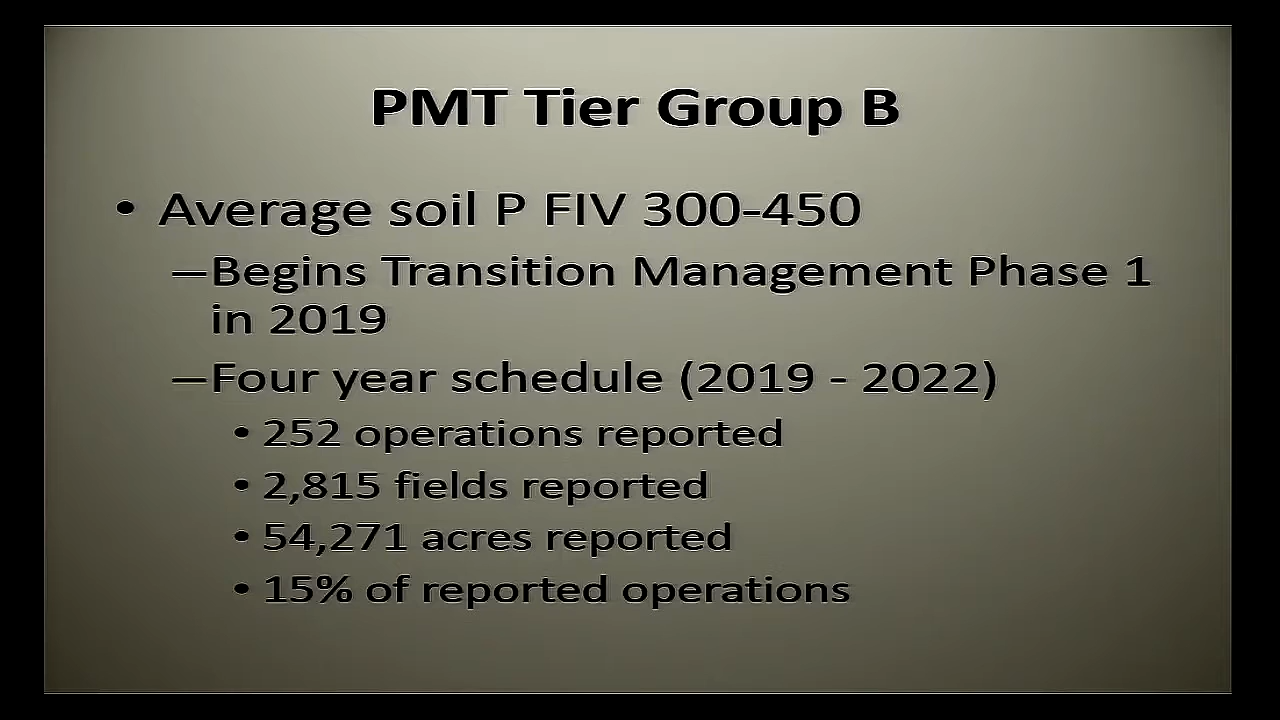 PMT Tier Group B
• Average soil P FIV 300-450
–Begins Transition Management Phase 1
in 2019
–Four year schedule (2019 - 2022)
• 252 operations reported
• 2,815 fields reported
• 54,271 acres reported
• 15% of reported operations